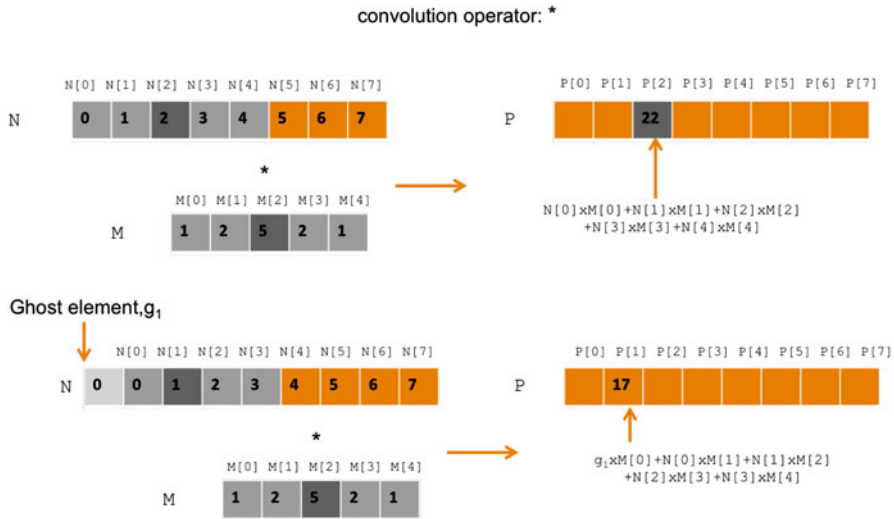 convolution operator: *
N[0] N[1] N[2] N[3] N[4] N[5] N[6] N[7]
N 0 1 2 3 4 5 6 7
*
M[0] M[1] M[2] M[3] M[4]
M 1 2 5 2 1
P[0] P[1] P[2] P[3] P[4] P[5] P[6] P[7]
P 22
N[0]xM[0]+N[1]xM[1]+N[2]xM[2]
+N[3]xM[3]+N[4]xM[4]
Ghost element,g₁
N[0] N[1] N[2] N[3] N[4] N[5] N[6] N[7]
N 0 0 1 2 3 4 5 6 7
*
M[0] M[1] M[2] M[3] M[4]
M 1 2 5 2 1
P[0] P[1] P[2] P[3] P[4] P[5] P[6] P[7]
P 17
g₁xM[0]+N[0]xM[1]+N[1]xM[2]
+N[2]xM[3]+N[3]xM[4]